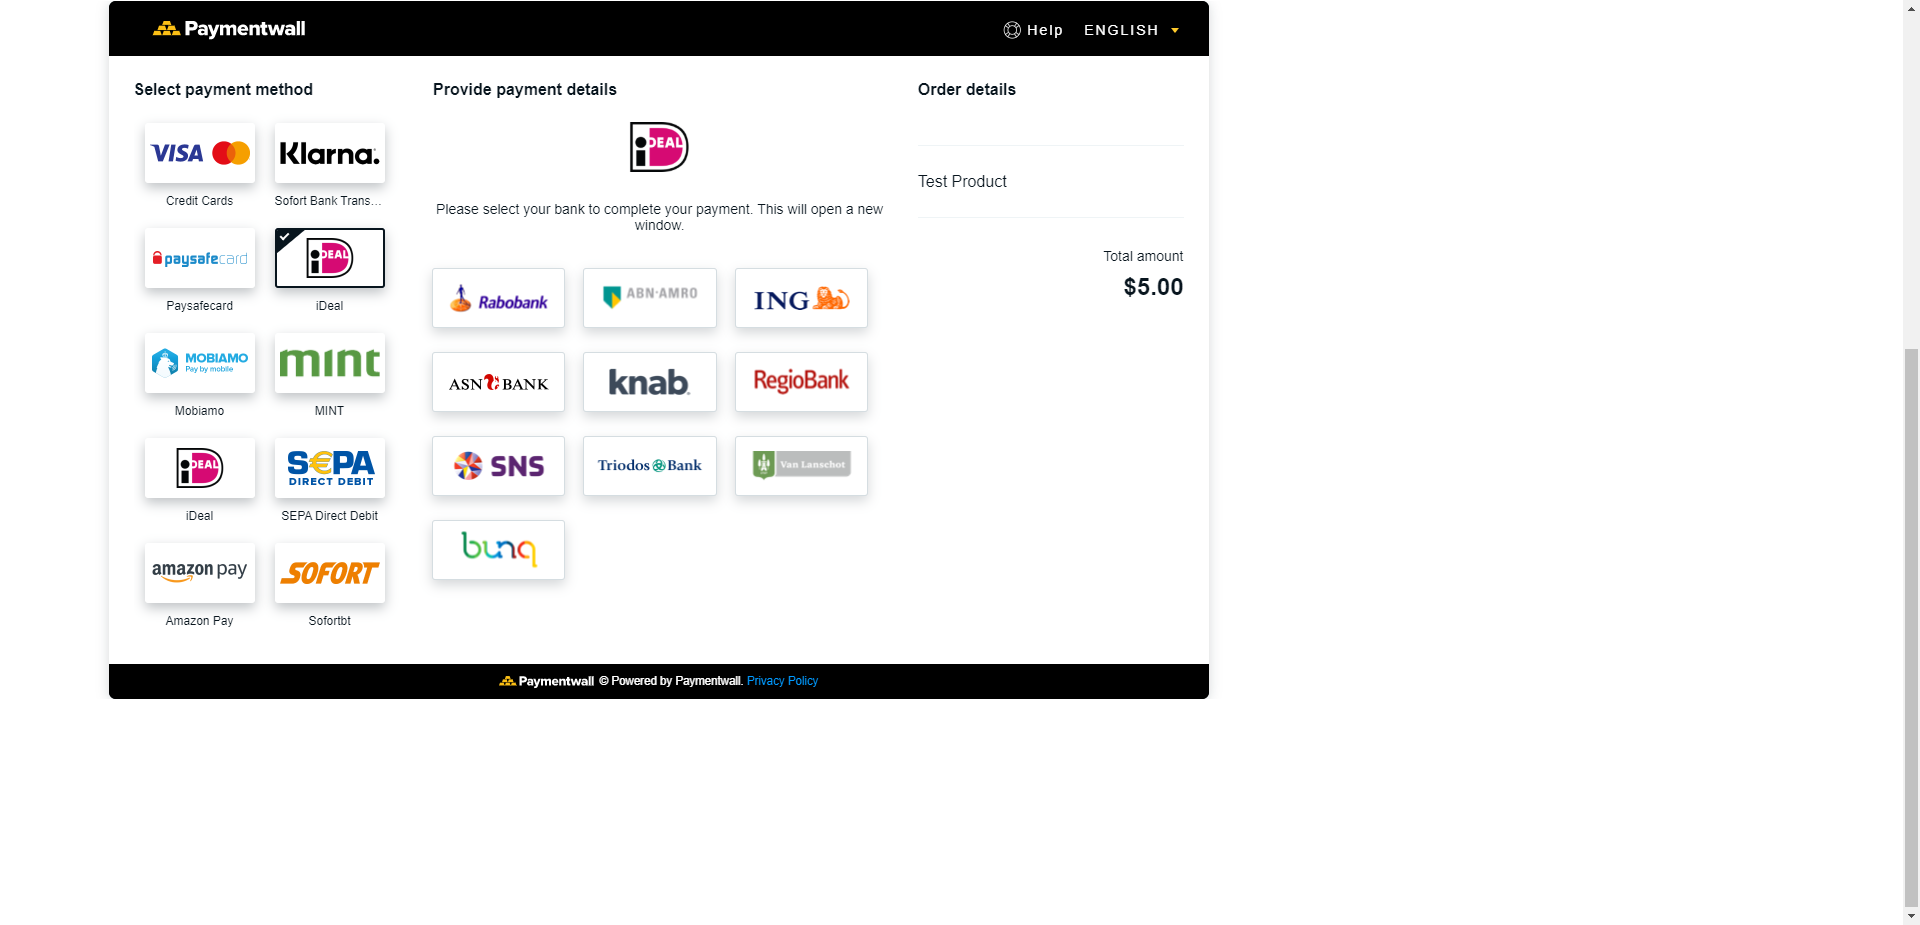 Paymentwall
Help ENGLISH
Select payment method
VISA
Klarna.
Credit Cards
Sofort Bank Trans...
paysafecard
iDEAL
Paysafecard
iDeal
MOBIAMO
Pay by mobile
mint
Mobiamo
MINT
iDEAL
S€PA
DIRECT DEBIT
iDeal
SEPA Direct Debit
amazon pay
SOFORT
Amazon Pay
Sofortbt
Provide payment details
iDEAL
Please select your bank to complete your payment. This will open a new
window.
Rabobank
ABN·AMRO
ING
ASN BANK
knab.
RegioBank
SNS
Triodos Bank
Van Lanschot
bunq
Order details
Test Product
Total amount
$5.00
Paymentwall © Powered by Paymentwall. Privacy Policy